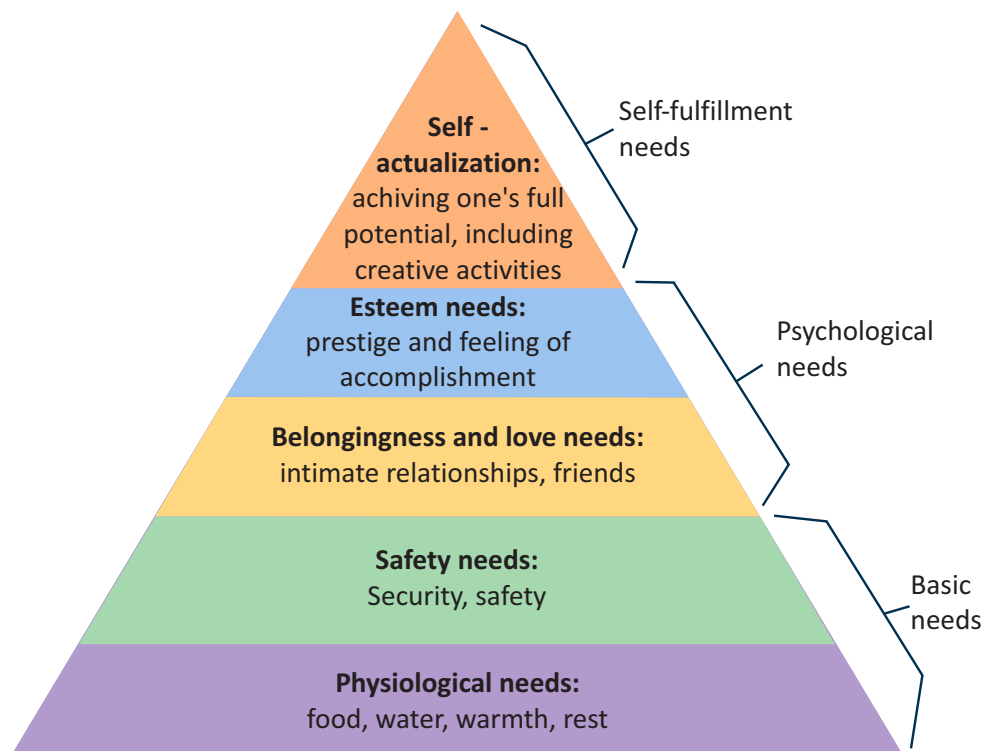 Self -
actualization:
achiving one's full
potential, including
creative activities
Self-fulfillment
needs
Esteem needs:
prestige and feeling of
accomplishment
Psychological
needs
Belongingness and love needs:
intimate relationships, friends
Safety needs:
Security, safety
Basic
needs
Physiological needs:
food, water, warmth, rest